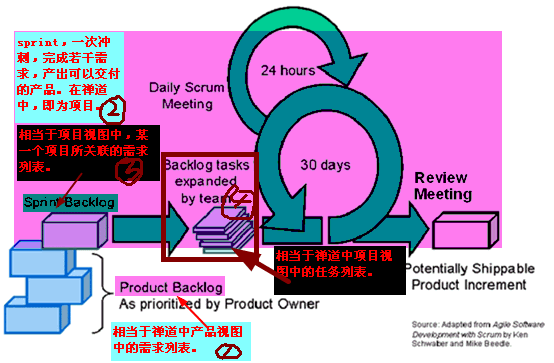 sprint，一次冲
刺，完成若干需
求，产出可以交付
的产品。在禅道
中，即为项目。
2
相当于项目视图中，某
一个项目所关联的需求
列表。
3
24 hours
Daily Scrum
Meeting
Backlog tasks
expanded
by team
4
30 days
Review
Meeting
Sprint Backlog
相当于禅道中项目视
图中的任务列表。
Potentially Shippable
Product Increment
Product Backlog
As prioritized by Product Owner
相当于禅道中产品视图
中的需求列表。
1
Source: Adapted from Agile Software
Development with Scrum by Ken
Schwaber and Mike Beedle.